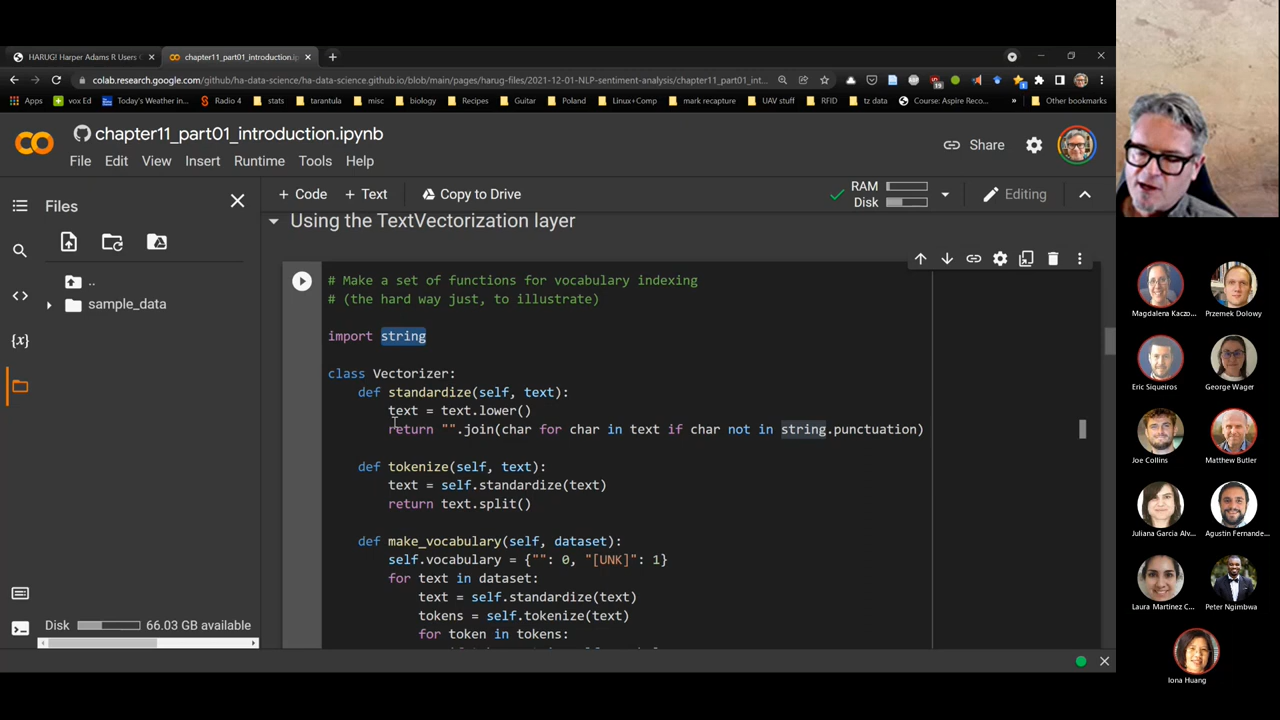 HARUG! Harper Adams R Users
chapter11_part01_introduction.ip
colab.research.google.com/github/ha-data-science/ha-data-science.github.io/blob/main/pages/harug-files/2021-12-01-NLP-sentiment-analysis/chapter11_part01_int...
Apps
vox Ed
Today's Weather in...
Radio 4
stats
tarantula
misc
biology
Recipes
Guitar
Poland
Linux+Comp
mark recapture
UAV stuff
RFID
tz data
Course: Aspire Reco...
»
Other bookmarks
chapter11_part01_introduction.ipynb
File Edit View Insert Runtime Tools Help
Share
+ Code + Text Copy to Drive
RAM
Disk
Editing
Files
..
sample_data
Disk 66.03 GB available
Using the TextVectorization layer
# Make a set of functions for vocabulary indexing
# (the hard way just, to illustrate)
import string
class Vectorizer:
def standardize(self, text):
text = text.lower()
return "".join(char for char in text if char not in string.punctuation)
def tokenize(self, text):
text = self.standardize(text)
return text.split()
def make_vocabulary(self, dataset):
self.vocabulary = {"": 0, "[UNK]": 1}
for text in dataset:
text = self.standardize(text)
tokens = self.tokenize(text)
for token in tokens:
Magdalena Kaczo...
Przemek Dolowy
Eric Siqueiros
George Wager
Joe Collins
Matthew Butler
Juliana Garcia Alv...
Agustin Fernande...
Laura Martinez C...
Peter Ngimbwa
Iona Huang